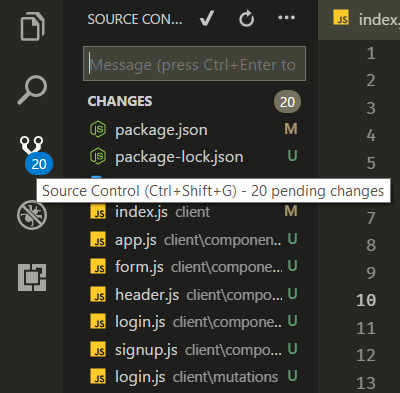 SOURCE CON...
index.
Message (press Ctrl+Enter to
CHANGES 20
JS package.json M
JS package-lock.json U
20
Source Control (Ctrl+Shift+G) - 20 pending changes
JS index.js client M
JS app.js client\componen... U
JS form.js client\compone... U
JS header.js client\compo... U
JS login.js client\compone... U
JS signup.js client\compo... U
JS login.js client\mutations U
JS
1
2
3
4
5
7
8
9
10
11
12
13